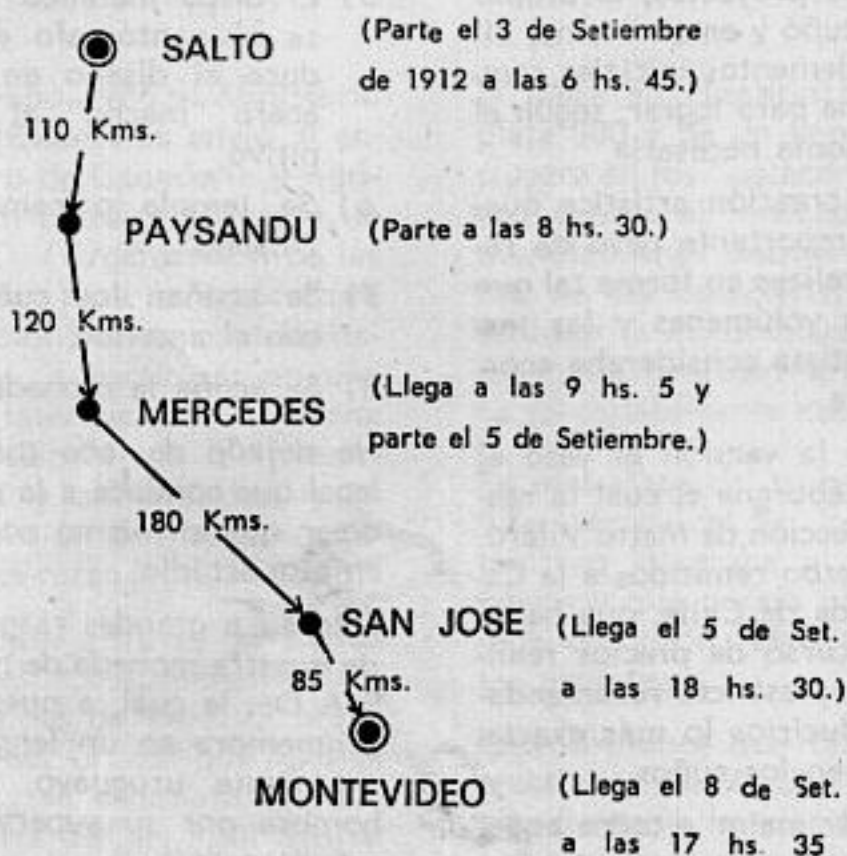 SALTO (Parte el 3 de Setiembre
de 1912 a las 6 hs. 45.)
110 Kms.
PAYSANDU (Parte a las 8 hs. 30.)
120 Kms.
MERCEDES (Llega a las 9 hs. 5 y
parte el 5 de Setiembre.)
180 Kms.
SAN JOSE (Llega el 5 de Set.
a las 18 hs. 30.)
85 Kms.
MONTEVIDEO (Llega el 8 de Set.
a las 17 hs. 35